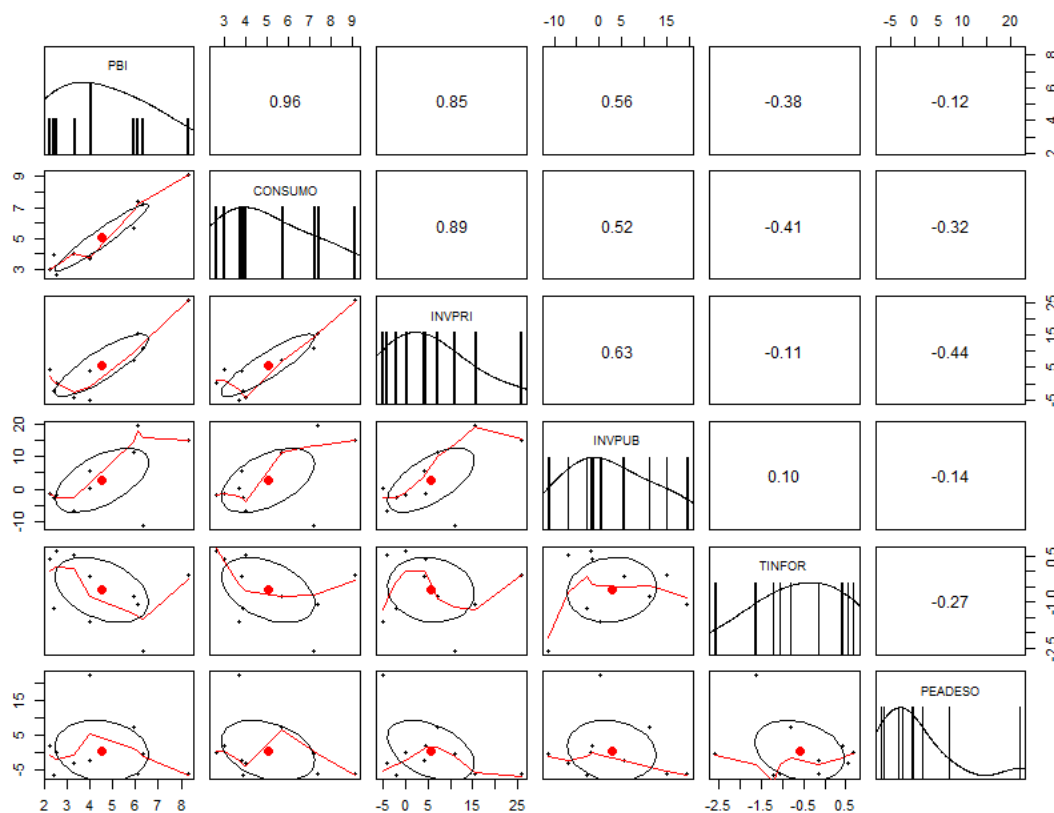 3 4 5 6 7 8 9
-10 0 5 10 20
-5 0 5 10 20
PBI
0.96
0.85
0.56
-0.38
-0.12
2 4 6 8
3 5 7 9
CONSUMO
0.89
0.52
-0.41
-0.32
INVPRI
0.63
-0.11
-0.44
-5 5 15 25
-10 0 10 20
INVPUB
0.10
-0.14
TINFOR
-0.27
-2.5 -1.0 0.5
-5 5 15
PEADESO
2 3 4 5 6 7 8
-5 0 5 15 25
-2.5 -1.5 -0.5 0.5